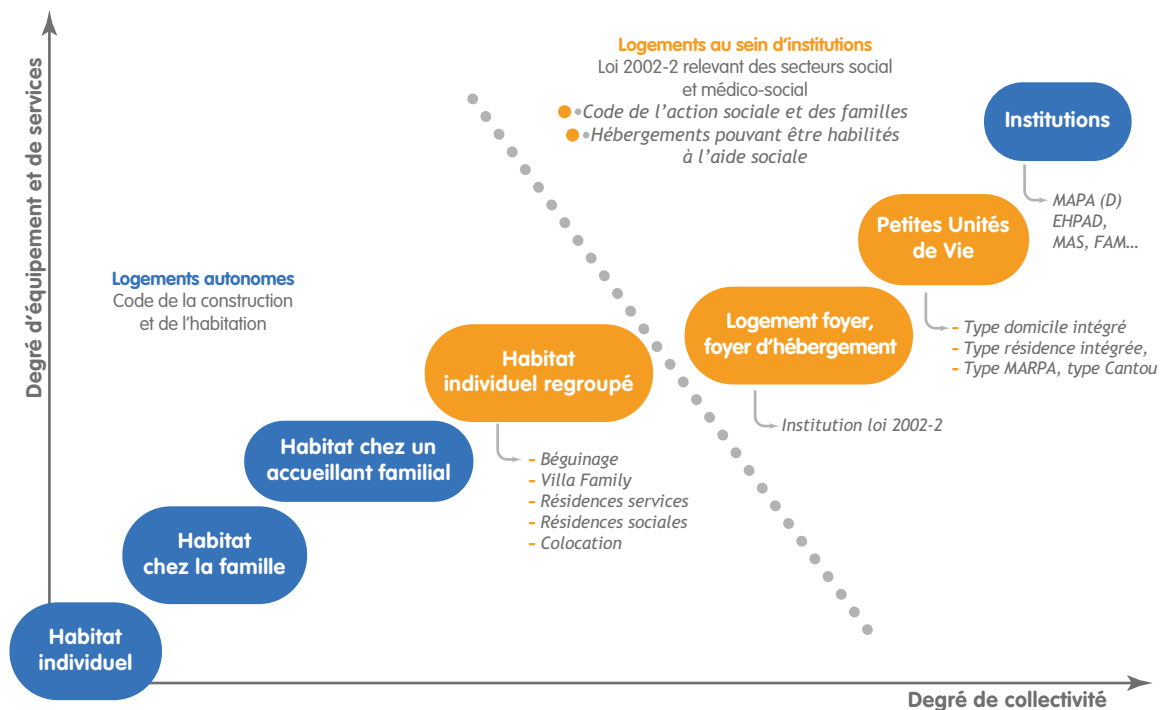 Degré d'équipement et de services
Logements au sein d'institutions
Loi 2002-2 relevant des secteurs social
et médico-social
• Code de l'action sociale et des familles
• Hébergements pouvant être habilités
à l'aide sociale
Institutions
MAPA (D)
EHPAD,
MAS, FAM...
Petites Unités
de Vie
- Type domicile intégré
- Type résidence intégrée,
- Type MARPA, type Cantou
Logements autonomes
Code de la construction
et de l'habitation
Logement foyer,
foyer d'hébergement
Institution loi 2002-2
Habitat
individuel regroupé
- Béguinage
- Villa Family
- Résidences services
- Résidences sociales
- Colocation
Habitat chez un
accueillant familial
Habitat
chez la famille
Habitat
individuel
Degré de collectivité